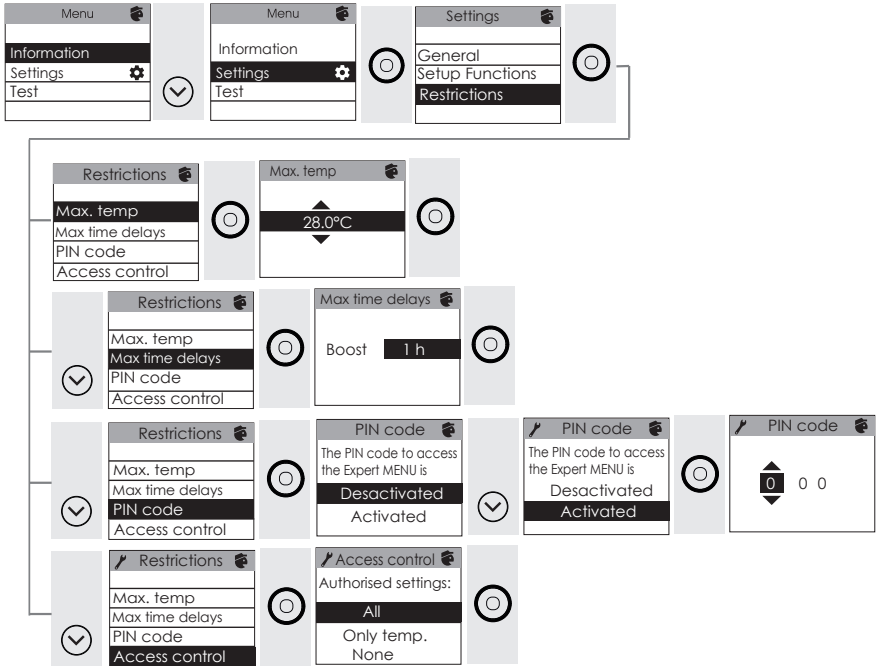 Menu
Information
Settings
Test
Menu
Information
Settings
Test
Settings
General
Setup Functions
Restrictions
Restrictions
Max. temp
Max time delays
PIN code
Access control
Max. temp
28.0°C
Restrictions
Max. temp
Max time delays
PIN code
Access control
Max time delays
Boost 1 h
Restrictions
Max. temp
Max time delays
PIN code
Access control
PIN code
The PIN code to access
the Expert MENU is
Desactivated
Activated
PIN code
The PIN code to access
the Expert MENU is
Desactivated
Activated
PIN code
0 0 0
Restrictions
Max. temp
Max time delays
PIN code
Access control
Access control
Authorised settings:
All
Only temp.
None